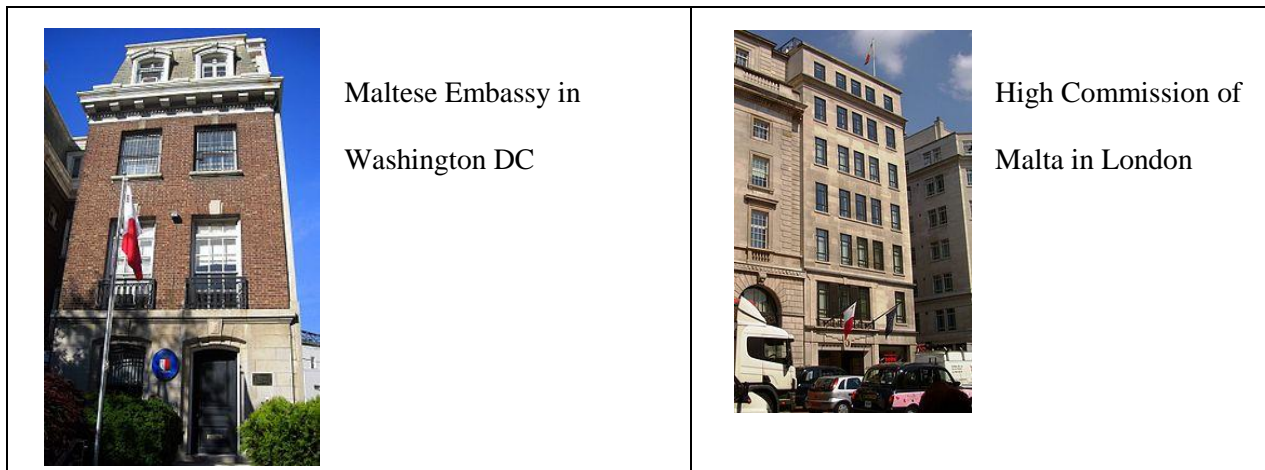 Maltese Embassy in
Washington DC
High Commission of
Malta in London